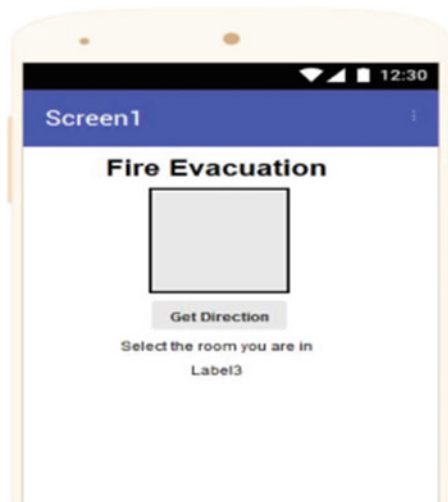 12:30
Screen1
Fire Evacuation
Get Direction
Select the room you are in
Label3